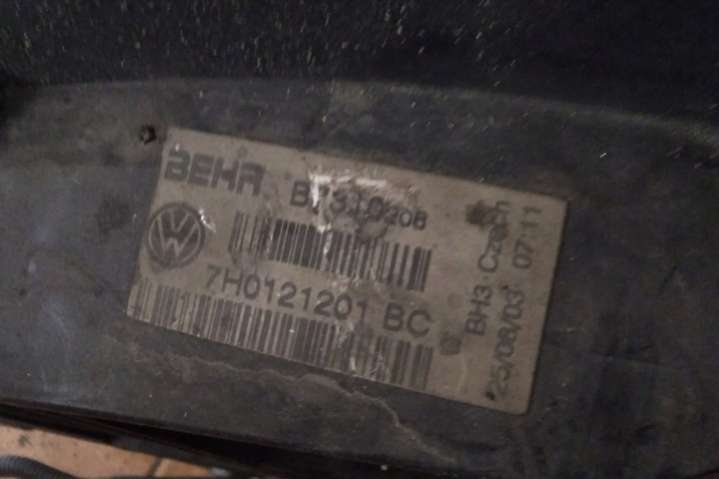 BEHR
7H0121201 BC
BH3 Czech
25/08/03 07:11